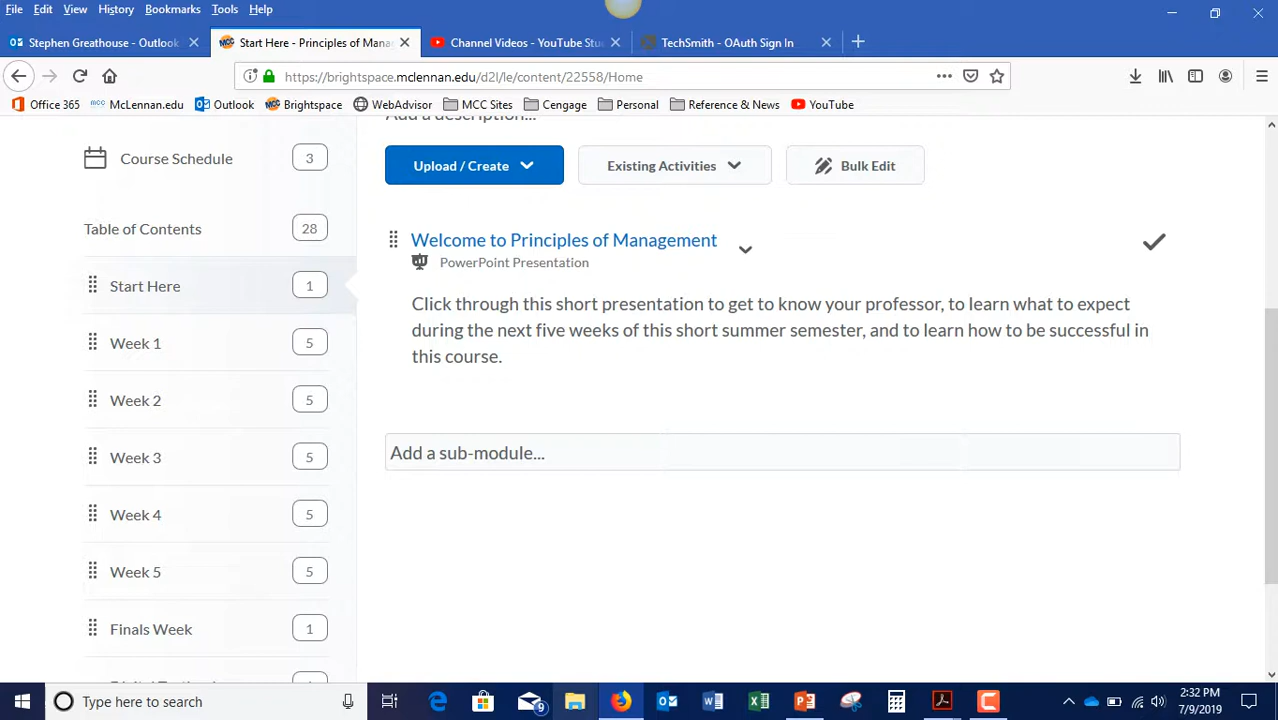 File Edit View History Bookmarks Tools Help
Stephen Greathouse - Outlook
Start Here - Principles of Mana
Channel Videos - YouTube Stu
TechSmith - OAuth Sign In
https://brightspace.mclennan.edu/d2l/le/content/22558/Home
Office 365 McLennan.edu Outlook Brightspace WebAdvisor MCC Sites Cengage Personal Reference & News YouTube
Add a description...
Course Schedule 3
Upload / Create Existing Activities Bulk Edit
Table of Contents 28
Start Here 1
Week 1 5
Week 2 5
Week 3 5
Week 4 5
Week 5 5
Finals Week 1
Welcome to Principles of Management
PowerPoint Presentation
Click through this short presentation to get to know your professor, to learn what to expect
during the next five weeks of this short summer semester, and to learn how to be successful in
this course.
Add a sub-module...
Type here to search
9
2:32 PM
7/9/2019